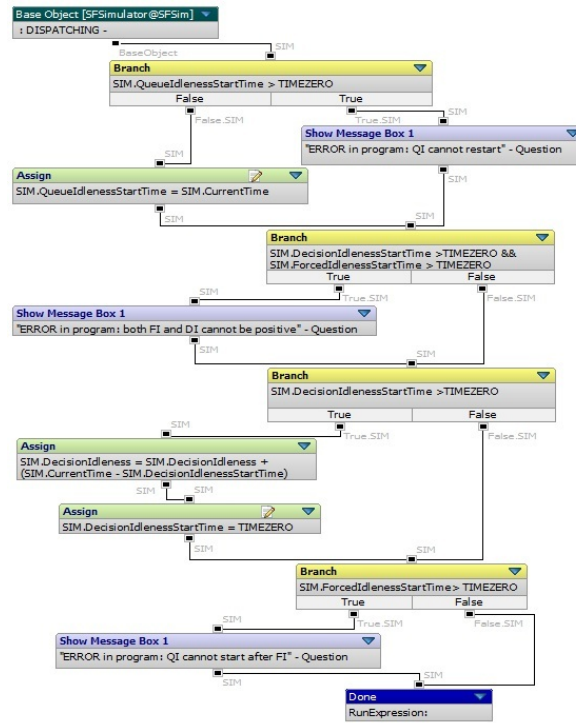 Base Object [SFSimulator@SFSim]
: DISPATCHING -
SIM
BaseObject
Branch
SIM.QueueIdlenessStartTime > TIMEZERO
False True
False.SIM
True.SIM
SIM
SIM
Show Message Box 1
"ERROR in program: QI cannot restart" - Question
Assign
SIM.QueueIdlenessStartTime = SIM.CurrentTime
SIM
SIM
SIM
Branch
SIM.DecisionIdlenessStartTime >TIMEZERO &&
SIM.ForcedIdlenessStartTime > TIMEZERO
True False
SIM
True.SIM
False.SIM
Show Message Box 1
"ERROR in program: both FI and DI cannot be positive" - Question
SIM
SIM
Branch
SIM.DecisionIdlenessStartTime >TIMEZERO
True False
SIM
True.SIM
False.SIM
Assign
SIM.DecisionIdleness = SIM.DecisionIdleness +
(SIM.CurrentTime - SIM.DecisionIdlenessStartTime)
SIM SIM
Assign
SIM.DecisionIdlenessStartTime = TIMEZERO
SIM
SIM
Branch
SIM.ForcedIdlenessStartTime> TIMEZERO
True False
SIM
True.SIM
False.SIM
Show Message Box 1
"ERROR in program: QI cannot start after FI" - Question
SIM
SIM
Done
RunExpression: